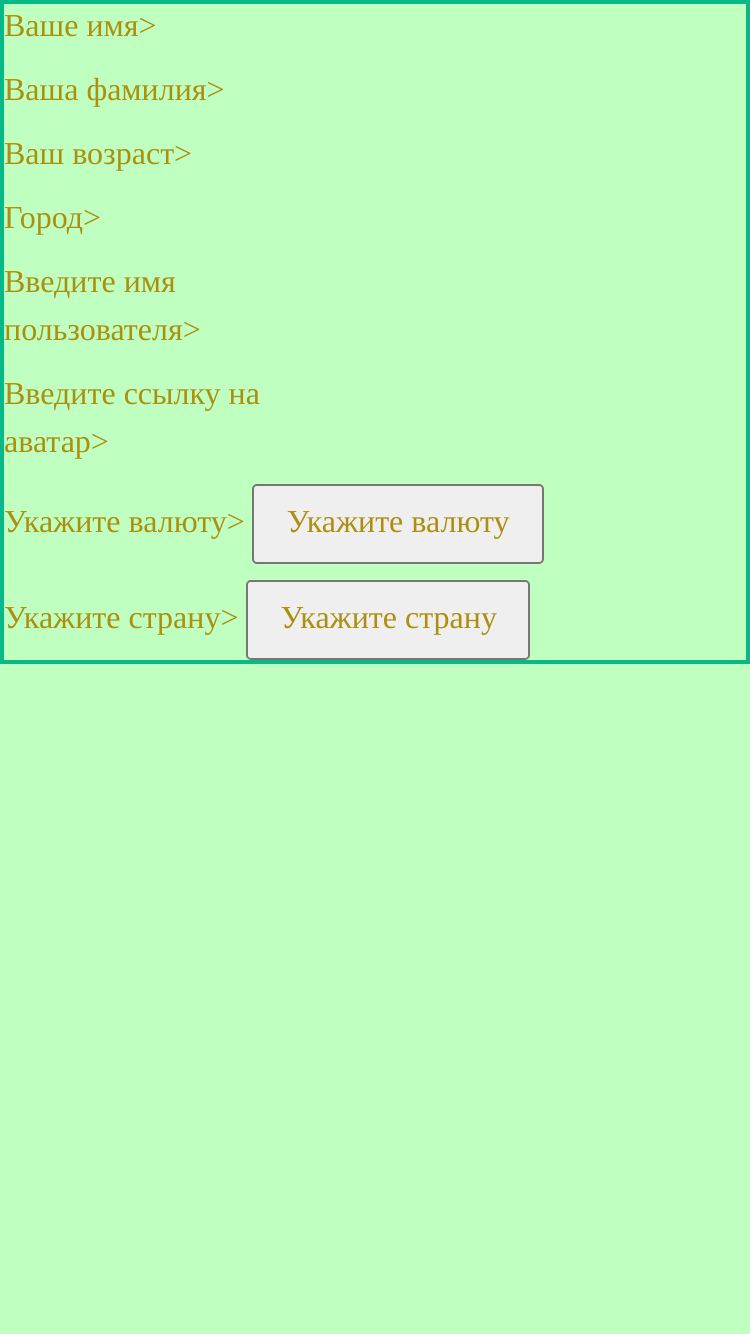 Ваше имя>
Ваша фамилия>
Ваш возраст>
Город>
Введите имя
пользователя>
Введите ссылку на
аватар>
Укажите валюту> Укажите валюту
Укажите страну> Укажите страну